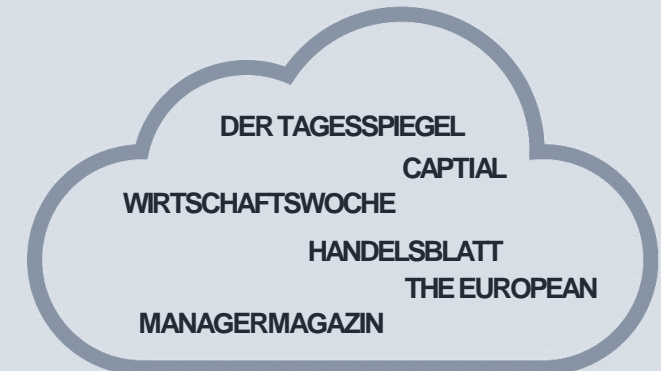 DER TAGESSPIEGEL
CAPTIAL
WIRTSCHAFTSWOCHE
HANDELSBLATT
THE EUROPEAN
MANAGERMAGAZIN